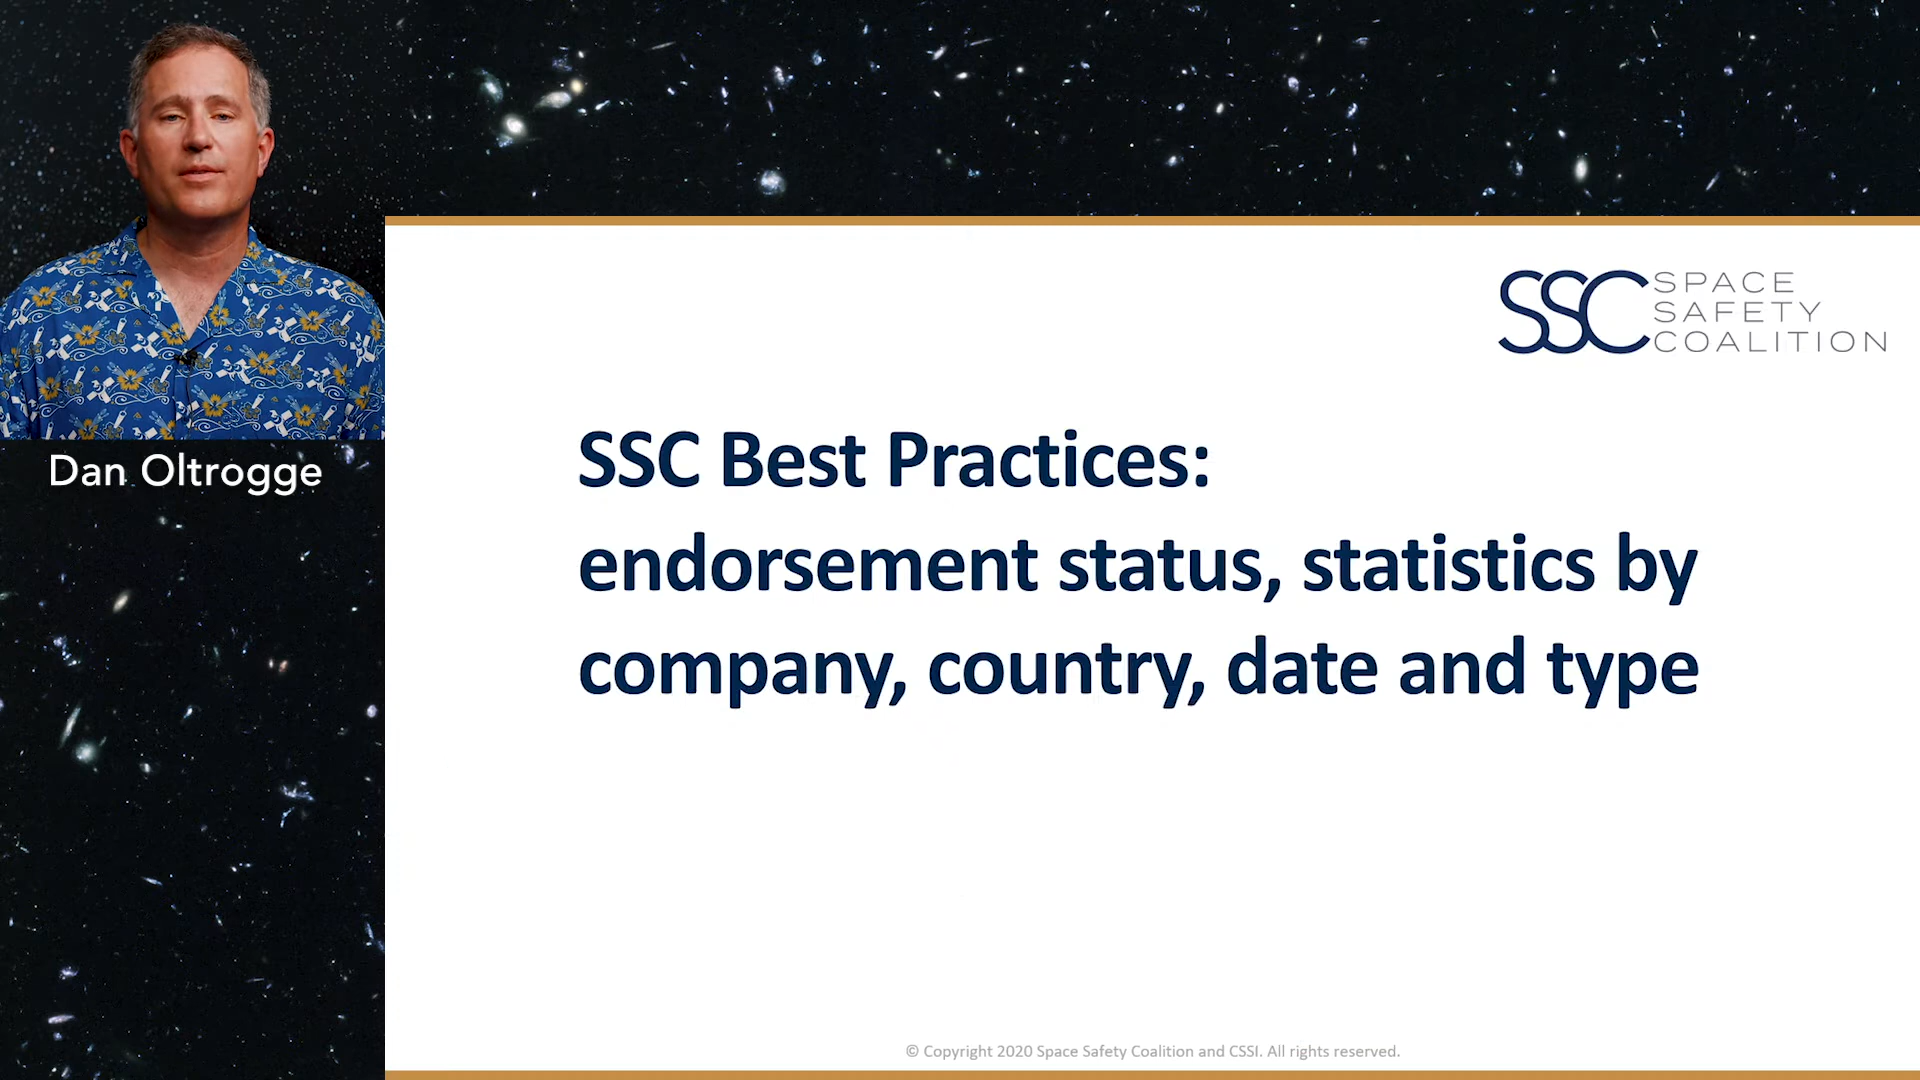 Dan Oltrogge
SSC SPACE
SAFETY
COALITION
SSC Best Practices:
endorsement status, statistics by
company, country, date and type
© Copyright 2020 Space Safety Coalition and CSSI. All rights reserved.